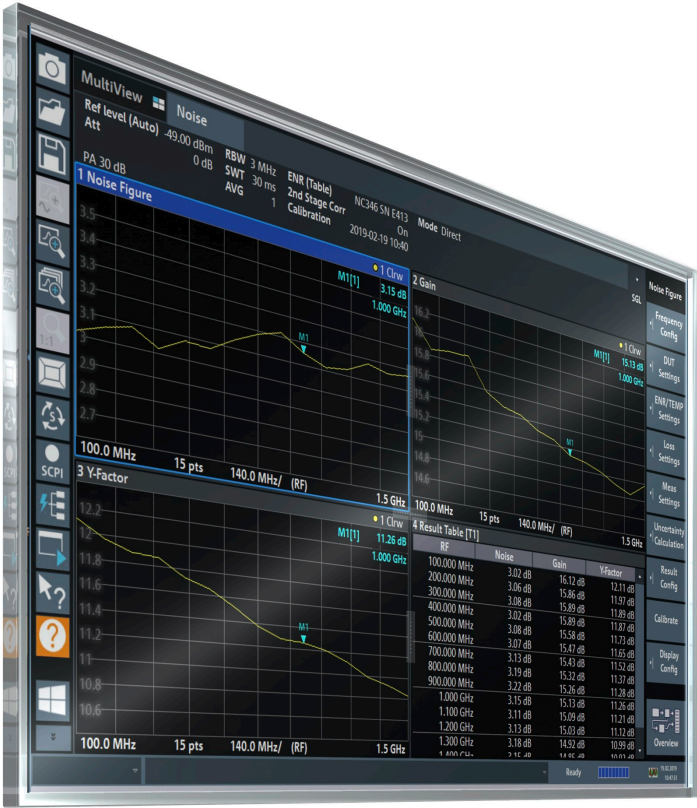 MultiView
Noise
Ref level (Auto) -49.00 dBm RBW 3 MHz
Att 0 dB SWT 30 ms ENR (Table) NC346 SN E413
AVG 1 2nd Stage Corr On Mode Direct
PA 30 dB Calibration 2019-02-19 10:40
SGL
1 Noise Figure
1 Clrw
M1[1] 3.15 dB
1.000 GHz
3.5
3.4
3.3
3.2
3.1
3
2.9
2.8
2.7
M1
100.0 MHz 15 pts 140.0 MHz/ (RF) 1.5 GHz
2 Gain
1 Clrw
M1[1] 15.13 dB
1.000 GHz
16.2
15.8
15.6
15.4
15.2
15
14.8
14.6
M1
100.0 MHz 15 pts 140.0 MHz/ (RF) 1.5 GHz
3 Y-Factor
1 Clrw
M1[1] 11.26 dB
1.000 GHz
12.2
12
11.8
11.6
11.4
11.2
11
10.8
10.6
M1
100.0 MHz 15 pts 140.0 MHz/ (RF) 1.5 GHz
4 Result Table [T1]
RF Noise Gain Y-Factor
100.000 MHz 3.02 dB 16.12 dB 12.11 dB
200.000 MHz 3.06 dB 15.86 dB 11.97 dB
300.000 MHz 3.08 dB 15.89 dB 11.89 dB
400.000 MHz 3.02 dB 15.89 dB 11.87 dB
500.000 MHz 3.08 dB 15.58 dB 11.73 dB
600.000 MHz 3.07 dB 15.47 dB 11.65 dB
700.000 MHz 3.13 dB 15.43 dB 11.52 dB
800.000 MHz 3.19 dB 15.32 dB 11.37 dB
900.000 MHz 3.22 dB 15.26 dB 11.28 dB
1.000 GHz 3.15 dB 15.13 dB 11.26 dB
1.100 GHz 3.11 dB 15.09 dB 11.21 dB
1.200 GHz 3.13 dB 15.03 dB 11.12 dB
1.300 GHz 3.18 dB 14.92 dB 10.99 dB
1:1
SCPI
Noise Figure
Frequency
Config
DUT
Settings
ENR/TEMP
Settings
Loss
Settings
Meas
Settings
Uncertainty
Calculation
Result
Config
Calibrate
Display
Config
Overview
Ready